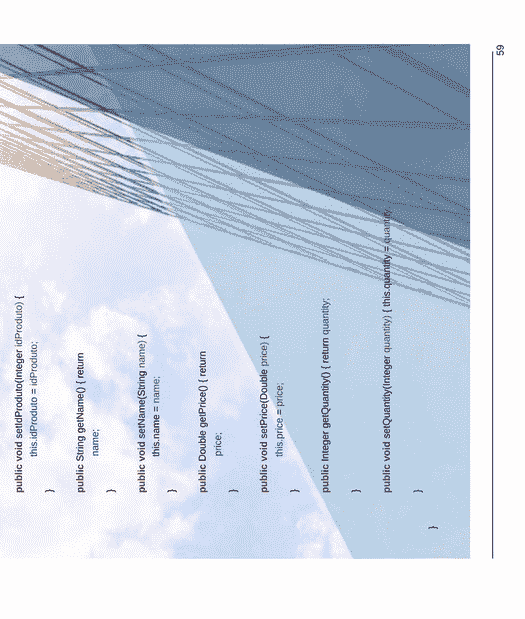 public void setIdProduto(Integer idProduto) {
this.idProduto = idProduto;
}
public String getName() { return
name;
}
public void setName(String name) {
this.name = name;
}
public Double getPrice() { return
price;
}
public void setPrice(Double price) {
this.price = price;
}
public Integer getQuantity() { return quantity;
}
public void setQuantity(Integer quantity) { this.quantity = quantity;
}
}
59